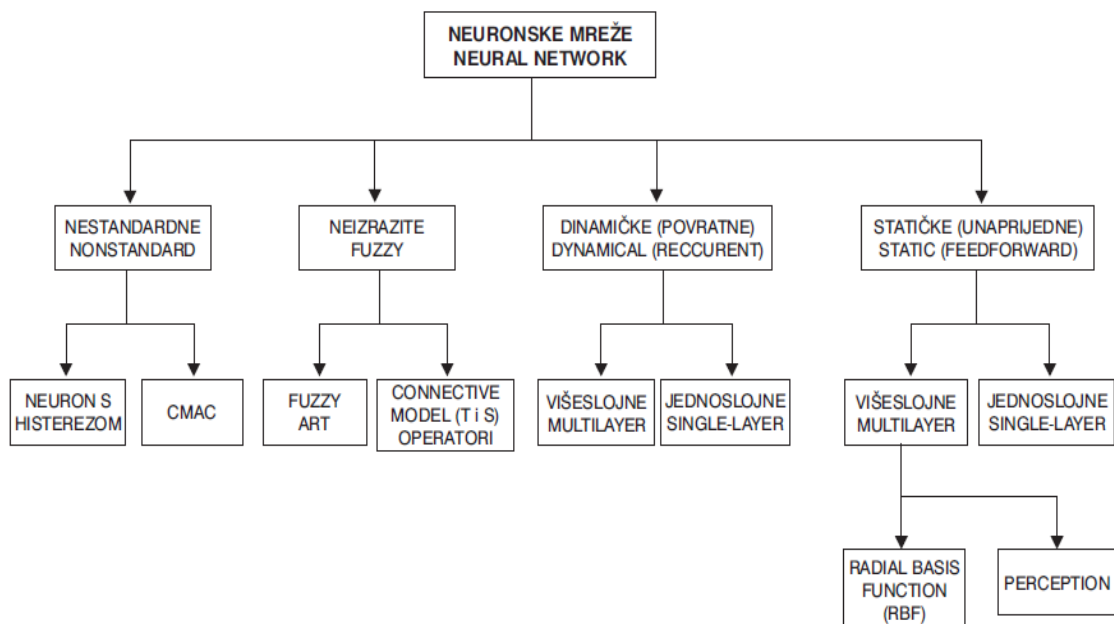 NEURONSKE MREŽE
NEURAL NETWORK
NESTANDARDNE
NONSTANDARD
NEIZRAZITE
FUZZY
DINAMIČKE (POVRATNE)
DYNAMICAL (RECCURENT)
STATIČKE (UNAPRIJEDNE)
STATIC (FEEDFORWARD)
NEURON S
HISTEREZOM
CMAC
FUZZY
ART
CONNECTIVE
MODEL (T i S)
OPERATORI
VIŠESLOJNE
MULTILAYER
JEDNOSLOJNE
SINGLE-LAYER
VIŠESLOJNE
MULTILAYER
JEDNOSLOJNE
SINGLE-LAYER
RADIAL BASIS
FUNCTION
(RBF)
PERCEPTION